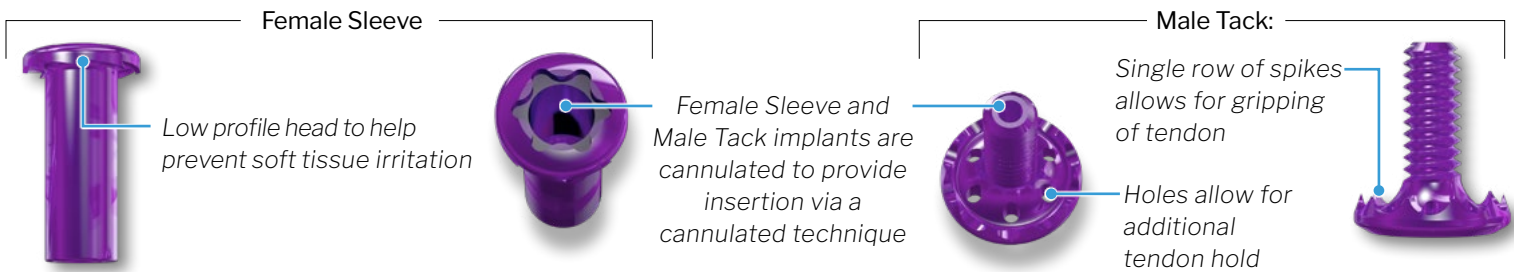 Female Sleeve
Low profile head to help
prevent soft tissue irritation
Female Sleeve and
Male Tack implants are
cannulated to provide
insertion via a
cannulated technique
Male Tack:
Single row of spikes
allows for gripping
of tendon
Holes allow for
additional
tendon hold